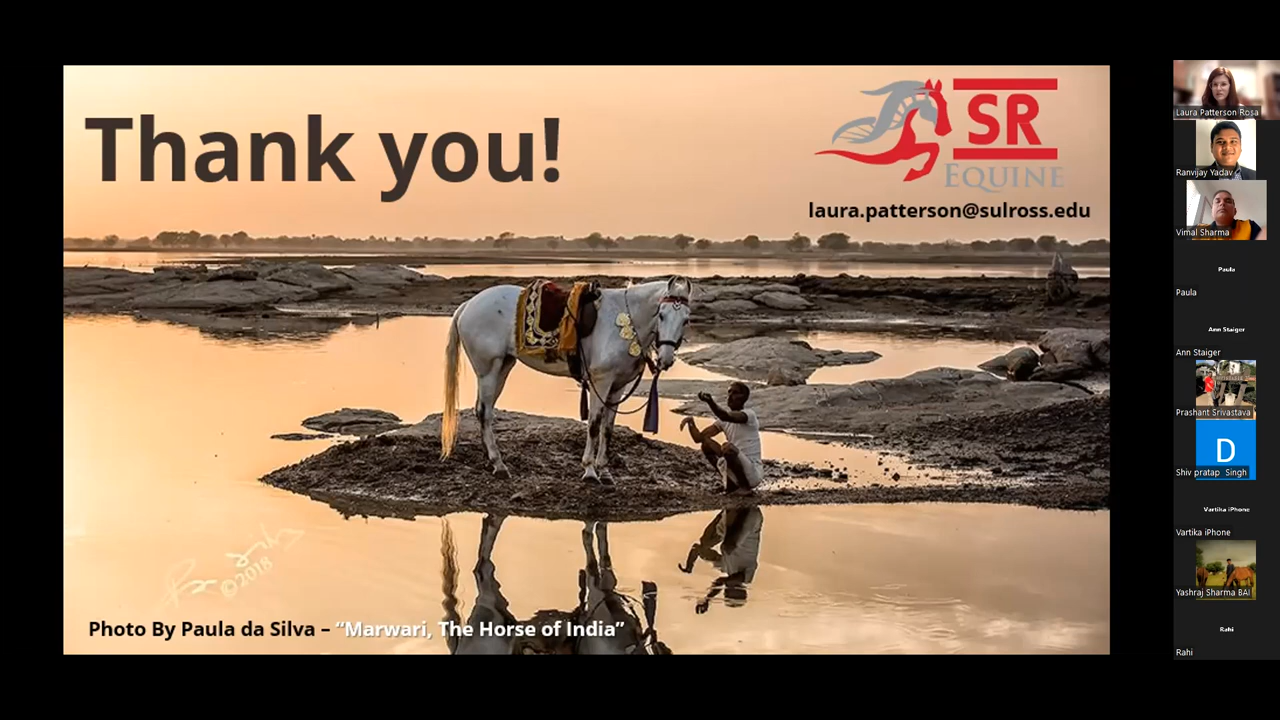 Thank you!
SR
EQUINE
laura.patterson@sulross.edu
©2018
Photo By Paula da Silva – “Marwari, The Horse of India”
Laura Patterson Rosa
Ranvijay Yadav
Vimal Sharma
Paula
Paula
Ann Staiger
Ann Staiger
Prashant Srivastava
D
Shiv pratap Singh
Vartika iPhone
Vartika iPhone
Yashraj Sharma BAI
Rahi
Rahi